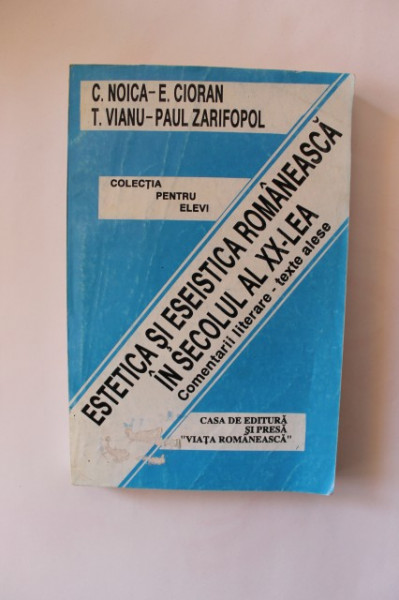 C. NOICA-E. CIORAN
T. VIANU-PAUL ZARIFOPOL
COLECȚIA
PENTRU
ELEVI
ESTETICA ȘI ESEISTICA ROMÂNEASCĂ
ÎN SECOLUL AL XX-LEA
Comentarii literare - texte alese
CASA DE EDITURĂ
ȘI PRESĂ
"VIAȚA ROMÂNEASCĂ"